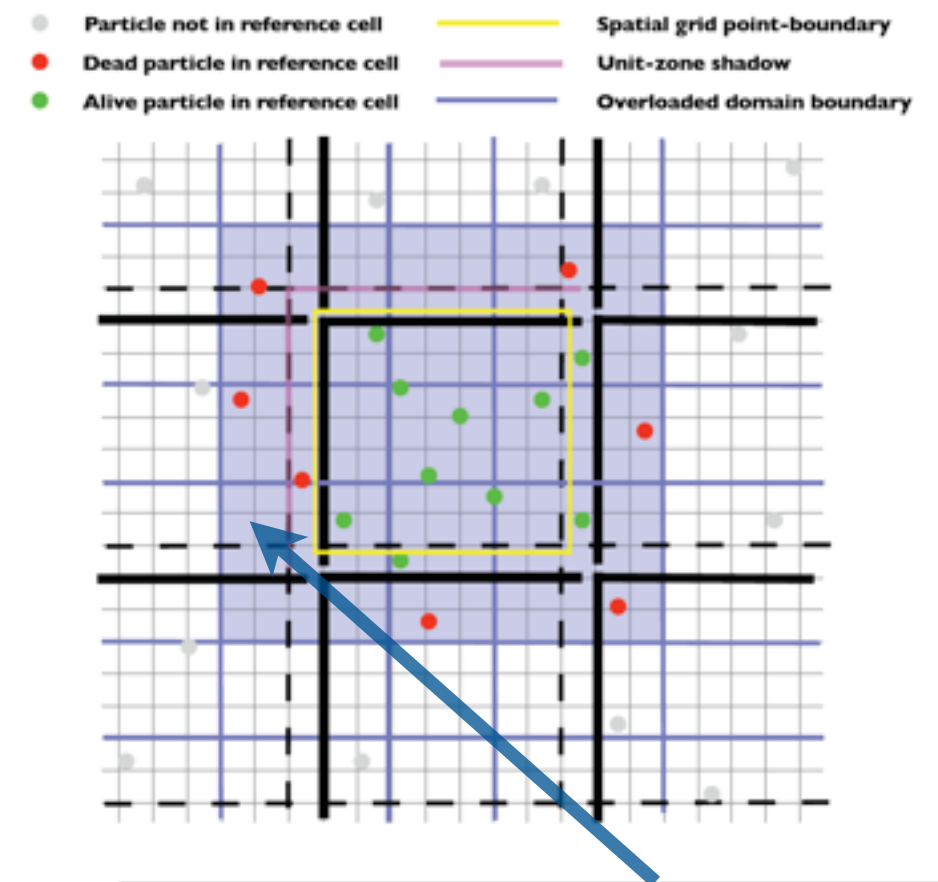 Particle not in reference cell
Spatial grid point-boundary
Dead particle in reference cell
Unit-zone shadow
Alive particle in reference cell
Overloaded domain boundary